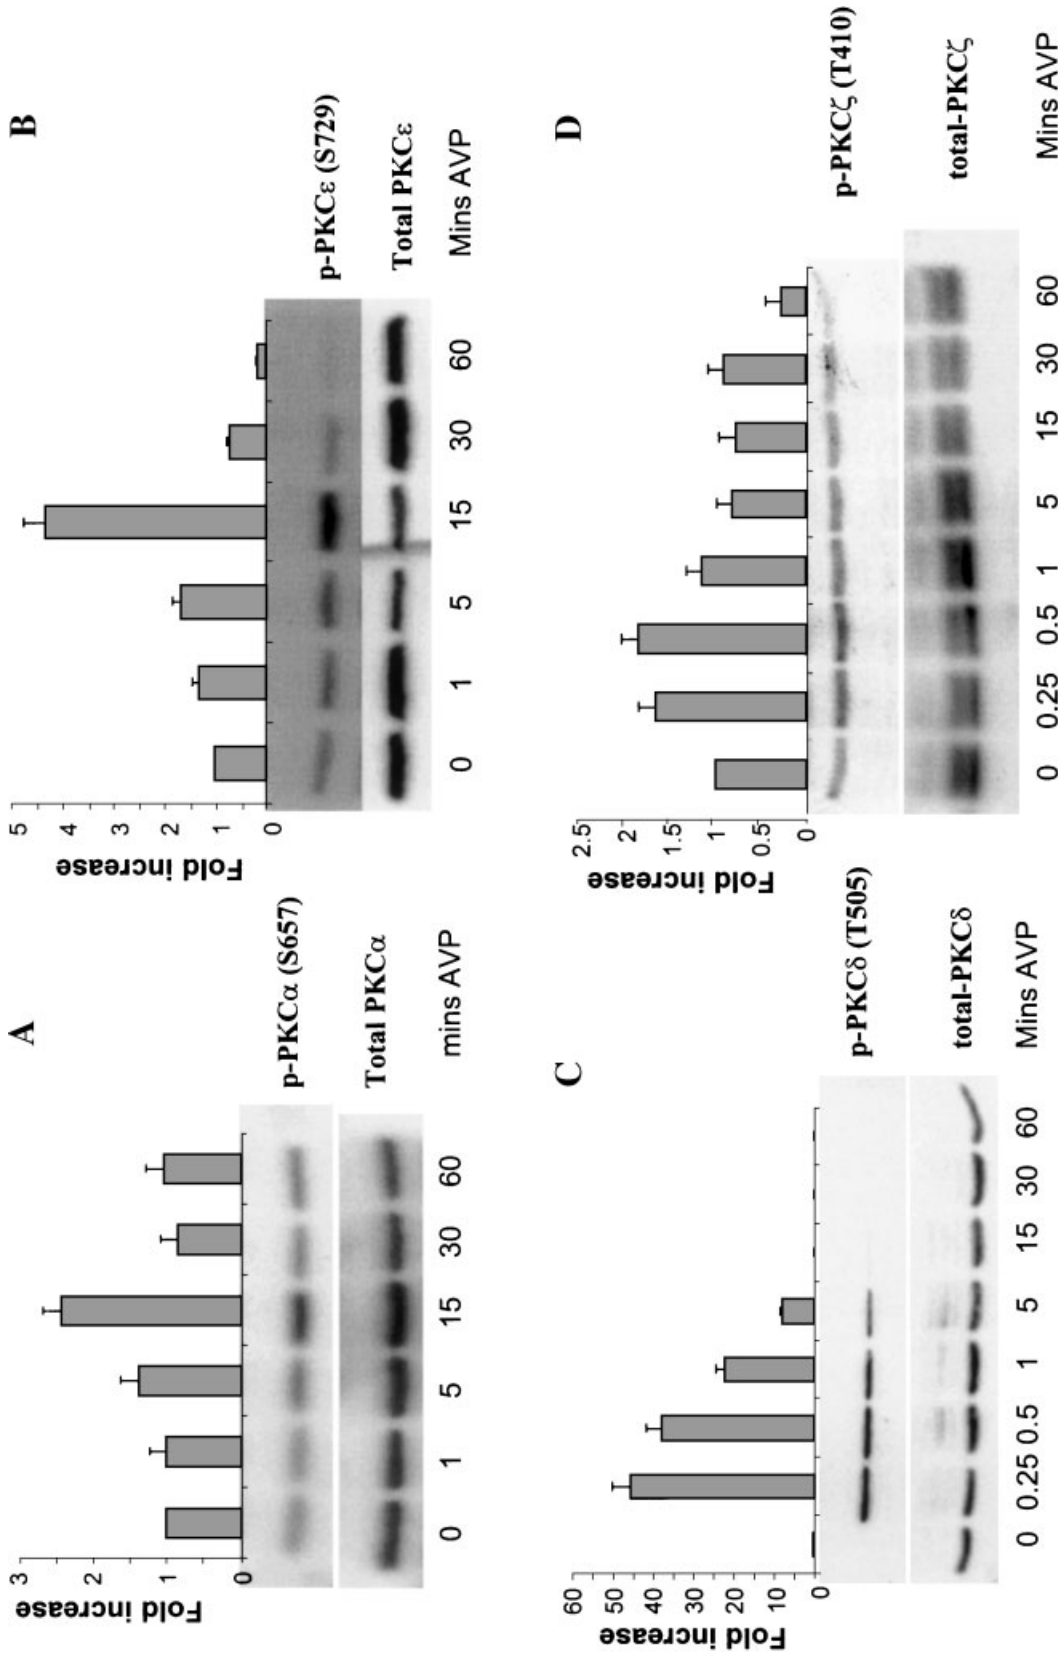 A
Fold increase
3
2
1
0
p-PKCα (S657)
Total PKCα
0 1 5 15 30 60 mins AVP
B
Fold increase
5
4
3
2
1
0
p-PKCε (S729)
Total PKCε
0 1 5 15 30 60 Mins AVP
C
Fold increase
60
50
40
30
20
10
0
p-PKCδ (T505)
total-PKCδ
0 0.25 0.5 1 5 15 30 60 Mins AVP
D
Fold increase
2.5
2
1.5
1
0.5
0
p-PKCζ (T410)
total-PKCζ
0 0.25 0.5 1 5 15 30 60 Mins AVP